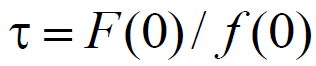 τ = F(0) / f(0)